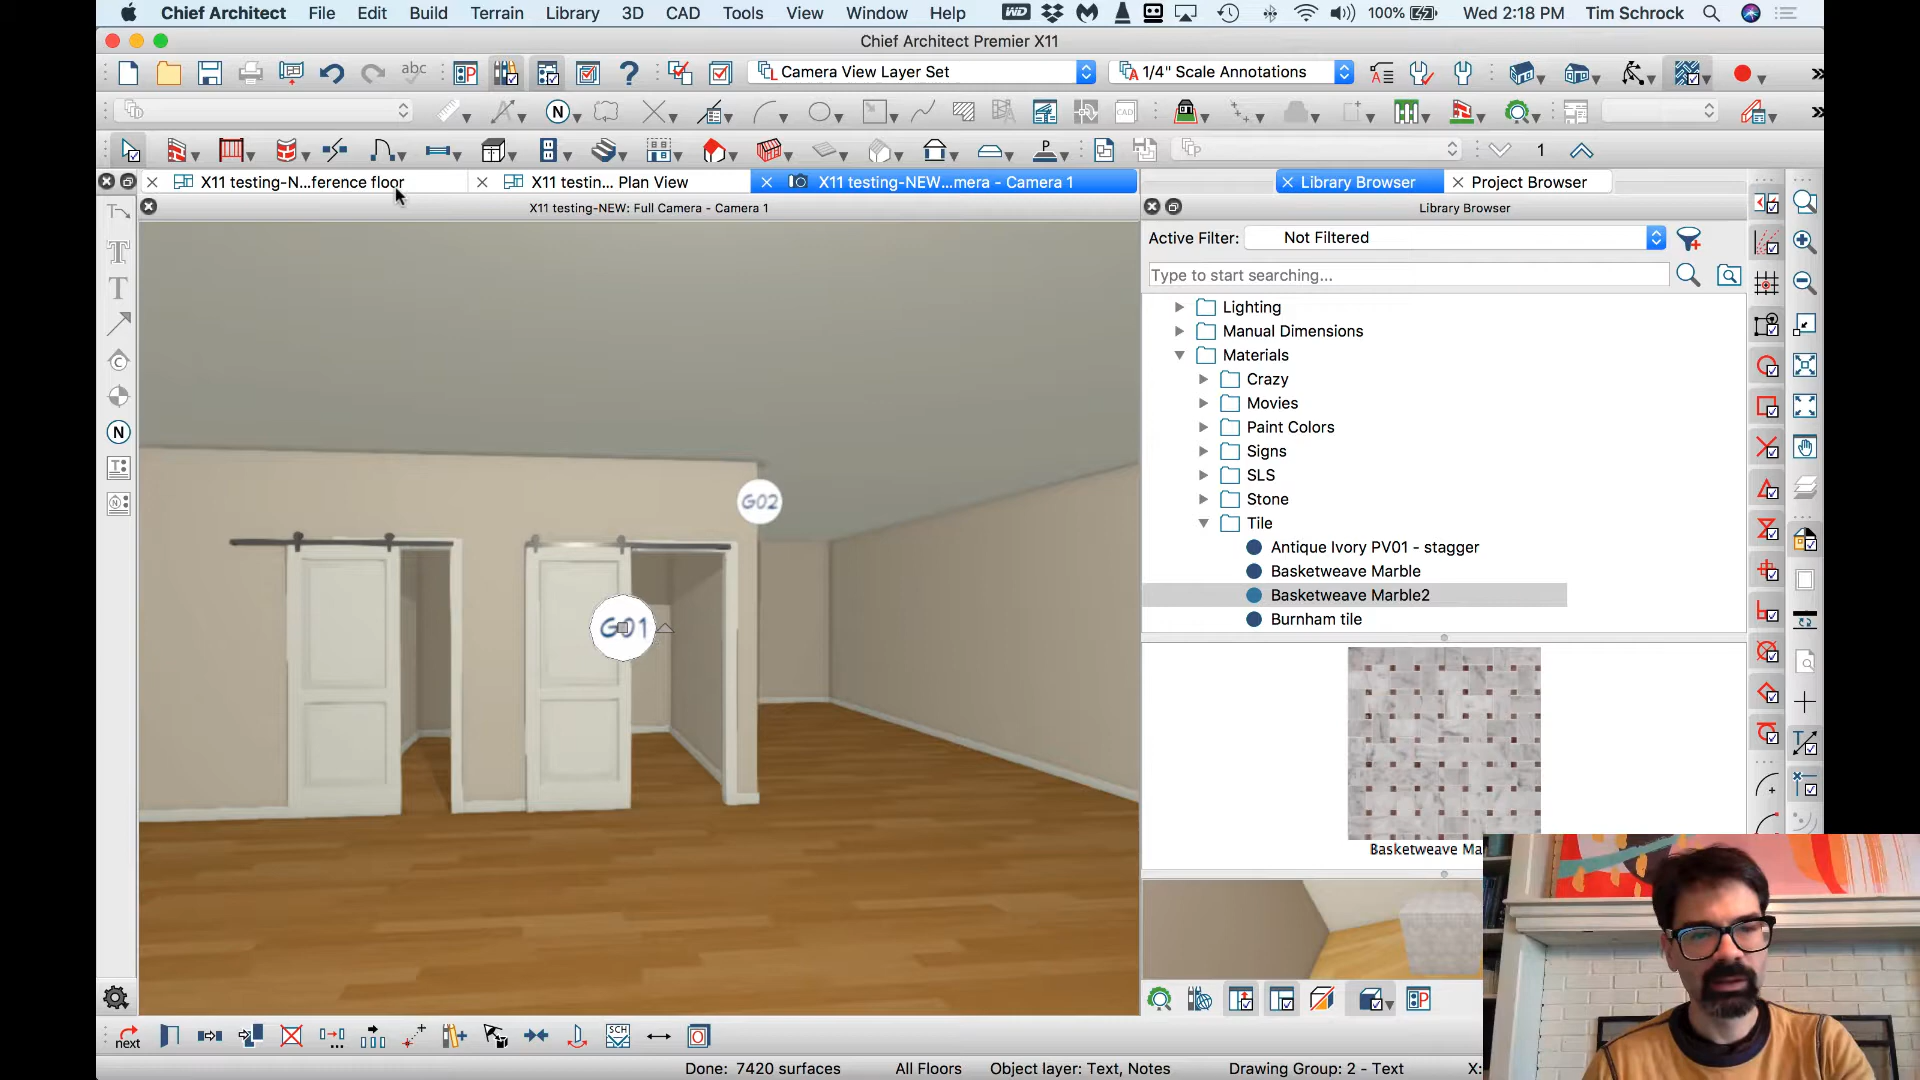 Chief Architect File Edit Build Terrain Library 3D CAD Tools View Window Help WD 100% Wed 2:18 PM Tim Schrock
Chief Architect Premier X11
abc ? Camera View Layer Set 1/4" Scale Annotations
N CAD
P 1
X11 testing-N...ference floor X11 testin... Plan View X11 testing-NEW...mera - Camera 1 Library Browser Project Browser
X11 testing-NEW: Full Camera - Camera 1 Library Browser
Active Filter: Not Filtered
Type to start searching...
Lighting
Manual Dimensions
Materials
Crazy
Movies
Paint Colors
Signs
SLS
Stone
Tile
Antique Ivory PV01 - stagger
Basketweave Marble
Basketweave Marble2
Burnham tile
G02
G01
Basketweave Ma
next SCH
Done: 7420 surfaces All Floors Object layer: Text, Notes Drawing Group: 2 - Text X: